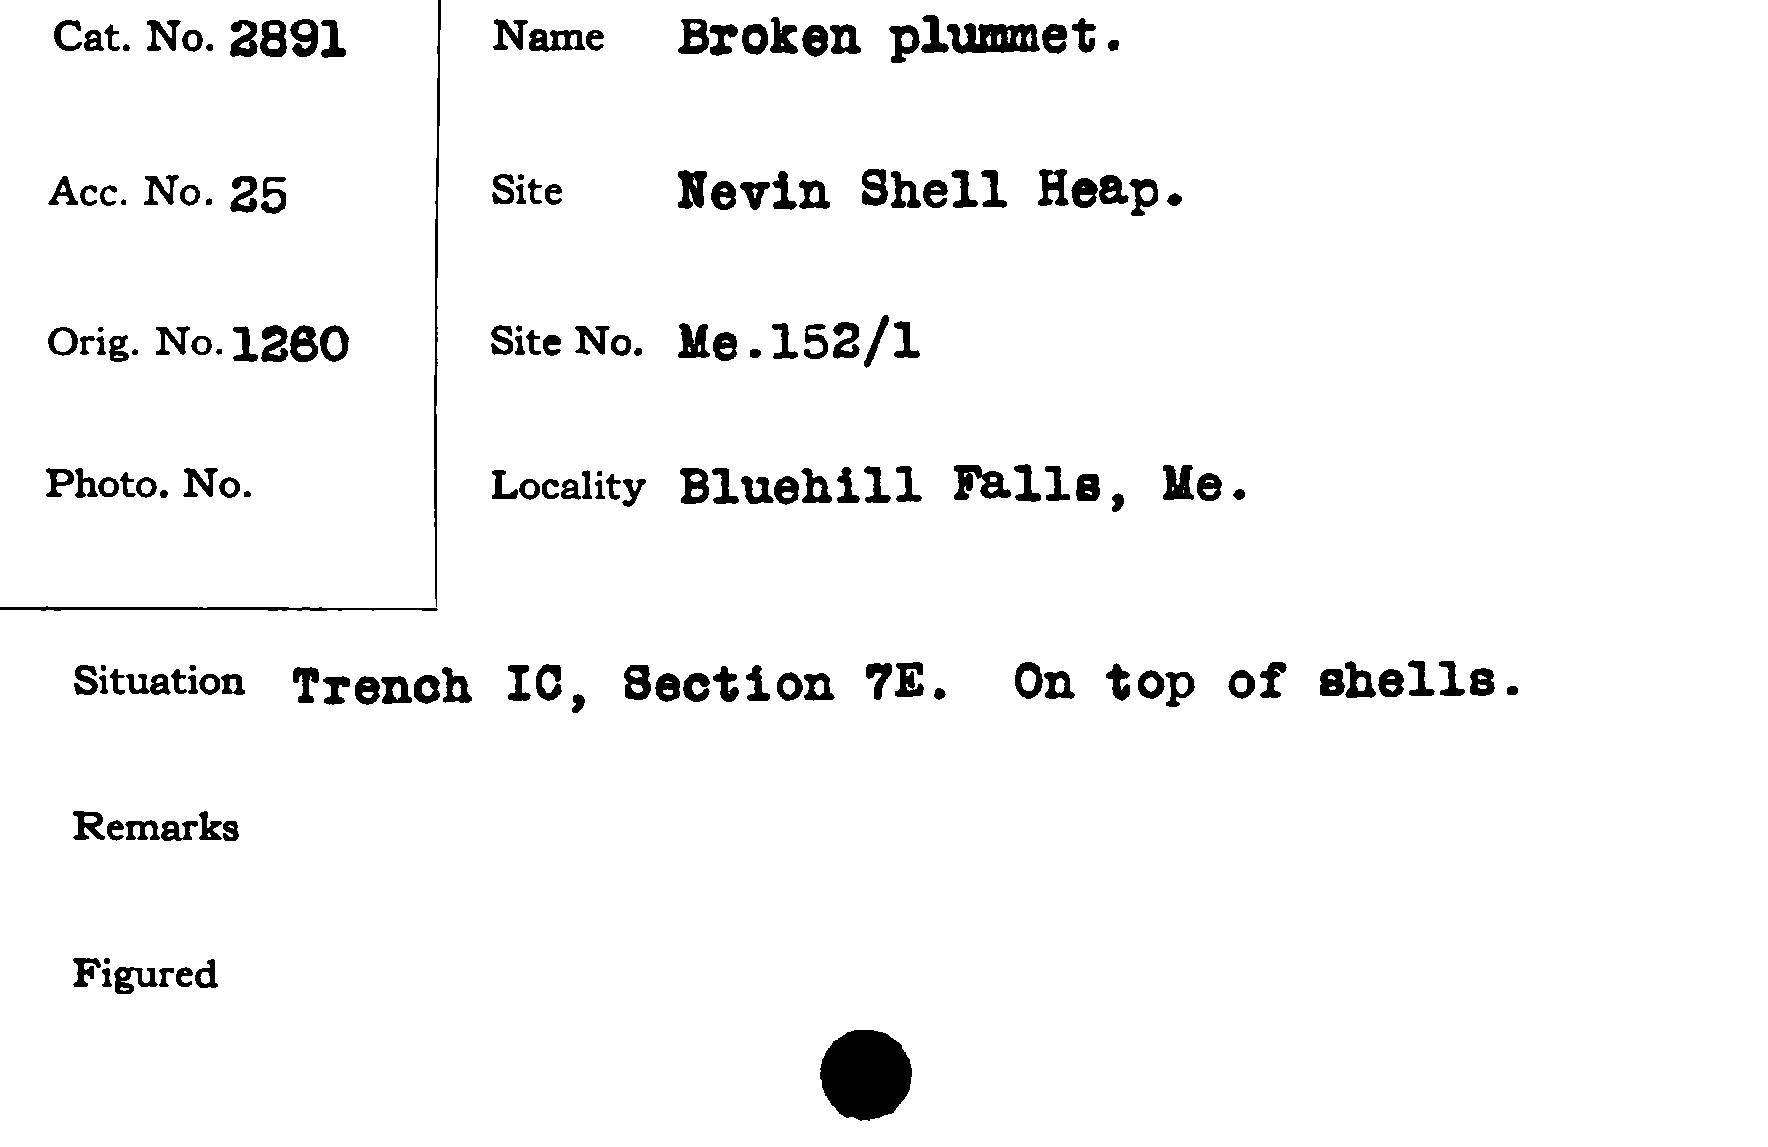 Cat. No. 2891
Name Broken plummet.
Acc. No. 25
Site Nevin Shell Heap.
Orig. No. 1260
Site No. Me.152/1
Photo. No.
Locality Bluehill Falls, Me.
Situation Trench IC, Section 7E. On top of shells.
Remarks
Figured